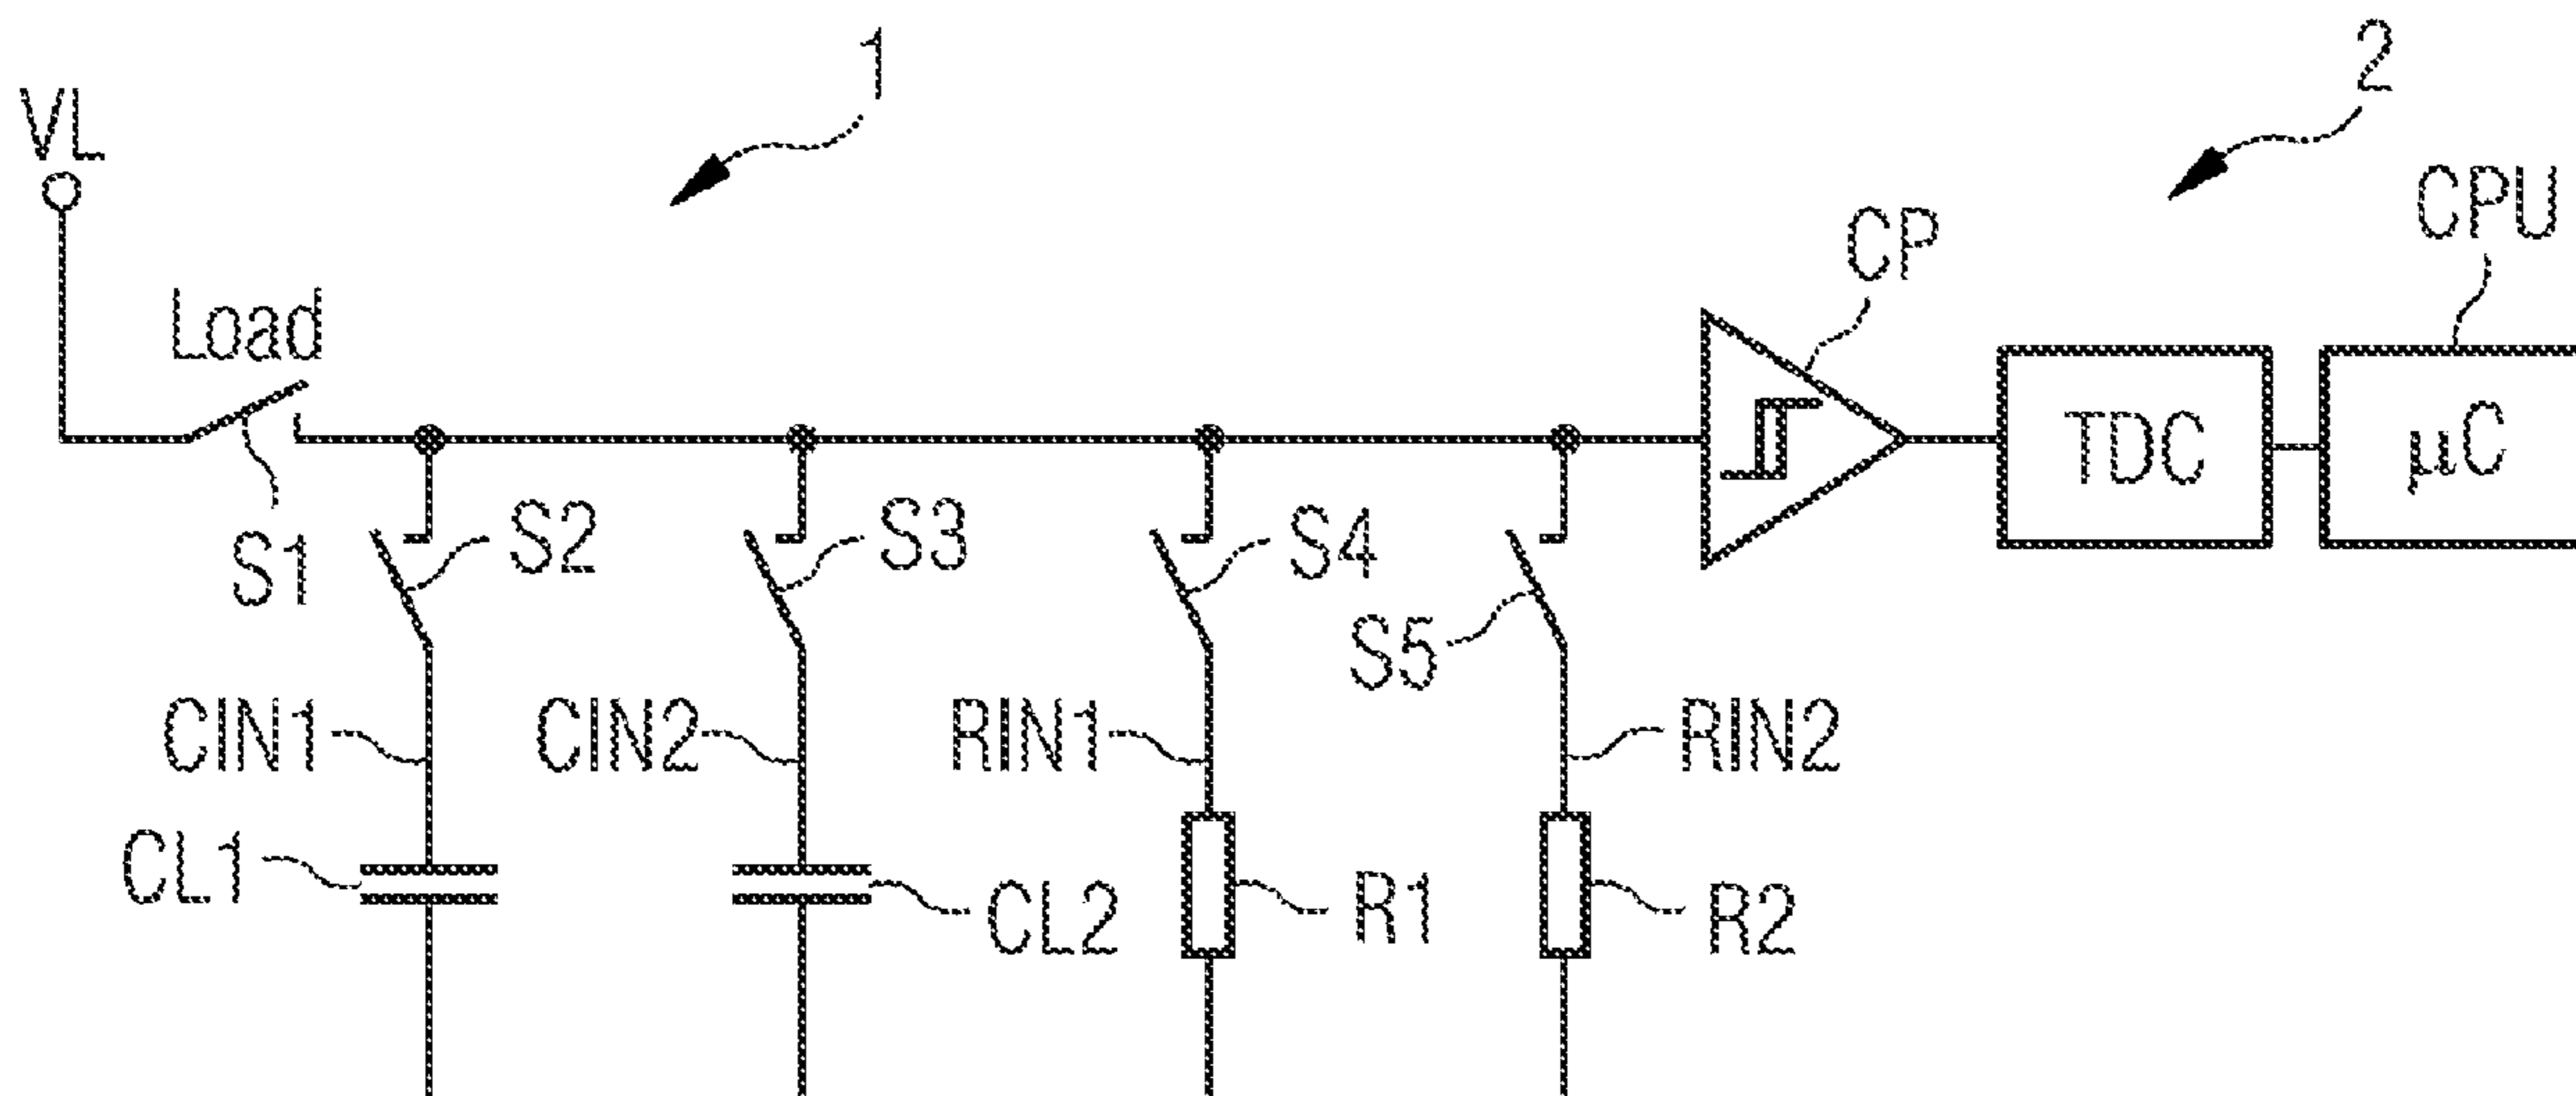 1
2
VL
CPU
CP
Load
TDC
µC
S1
S2
S3
S4
S5
CIN1
CIN2
RIN1
RIN2
CL1
CL2
R1
R2